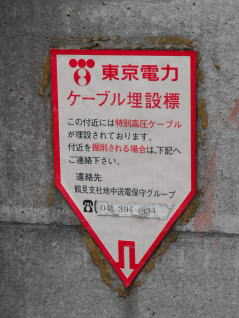 東京電力
ケーブル埋設標
この付近には特別高圧ケーブル
が埋設されております。
付近を掘削される場合は、下記へ
ご連絡下さい。
連絡先
鶴見支社地中送電保守グループ
☎ 045 394 4834